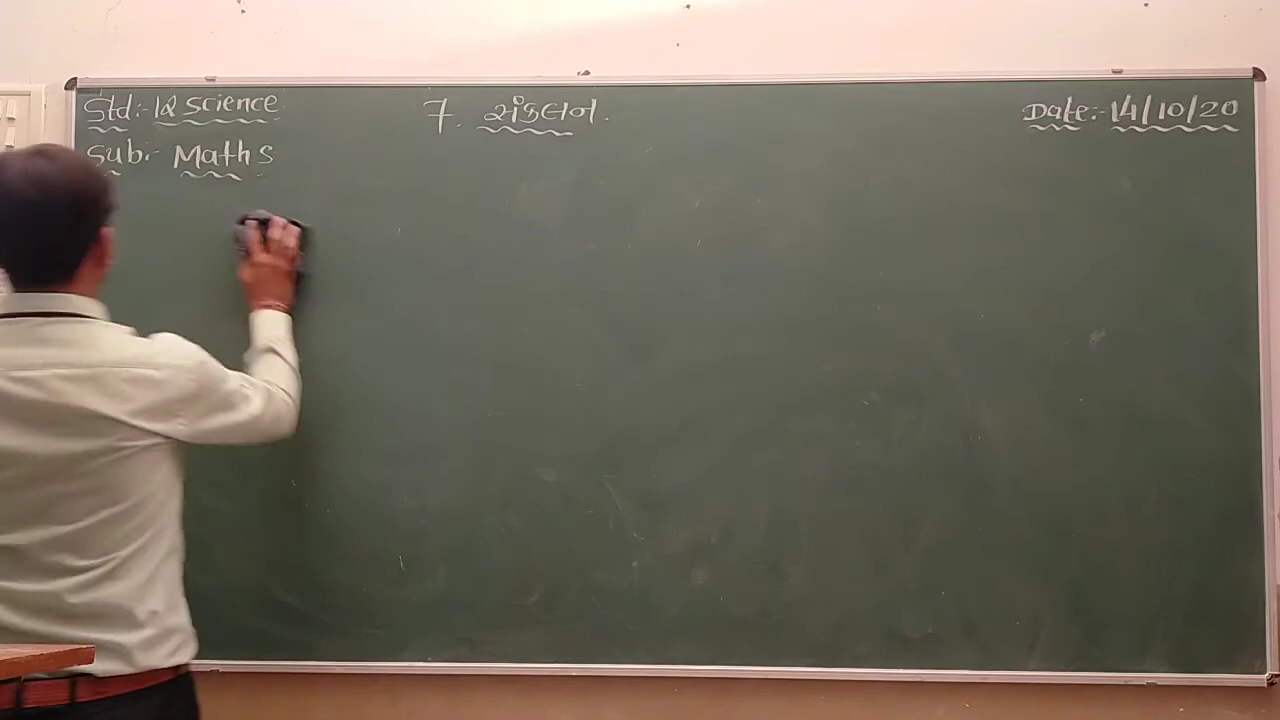 Std:- 12 Science
7. સંકલન.
Date:- 14/10/20
Sub:- Maths